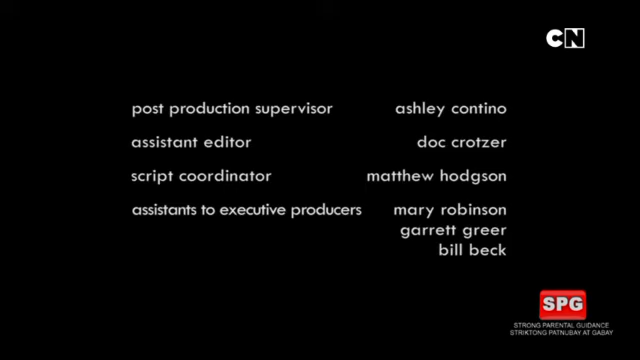 CN
post production supervisor ashley contino
assistant editor doc crotzer
script coordinator matthew hodgson
assistants to executive producers mary robinson
garrett greer
bill beck
SPG
STRONG PARENTAL GUIDANCE
STRIKTONG PATNUBAY AT GABAY